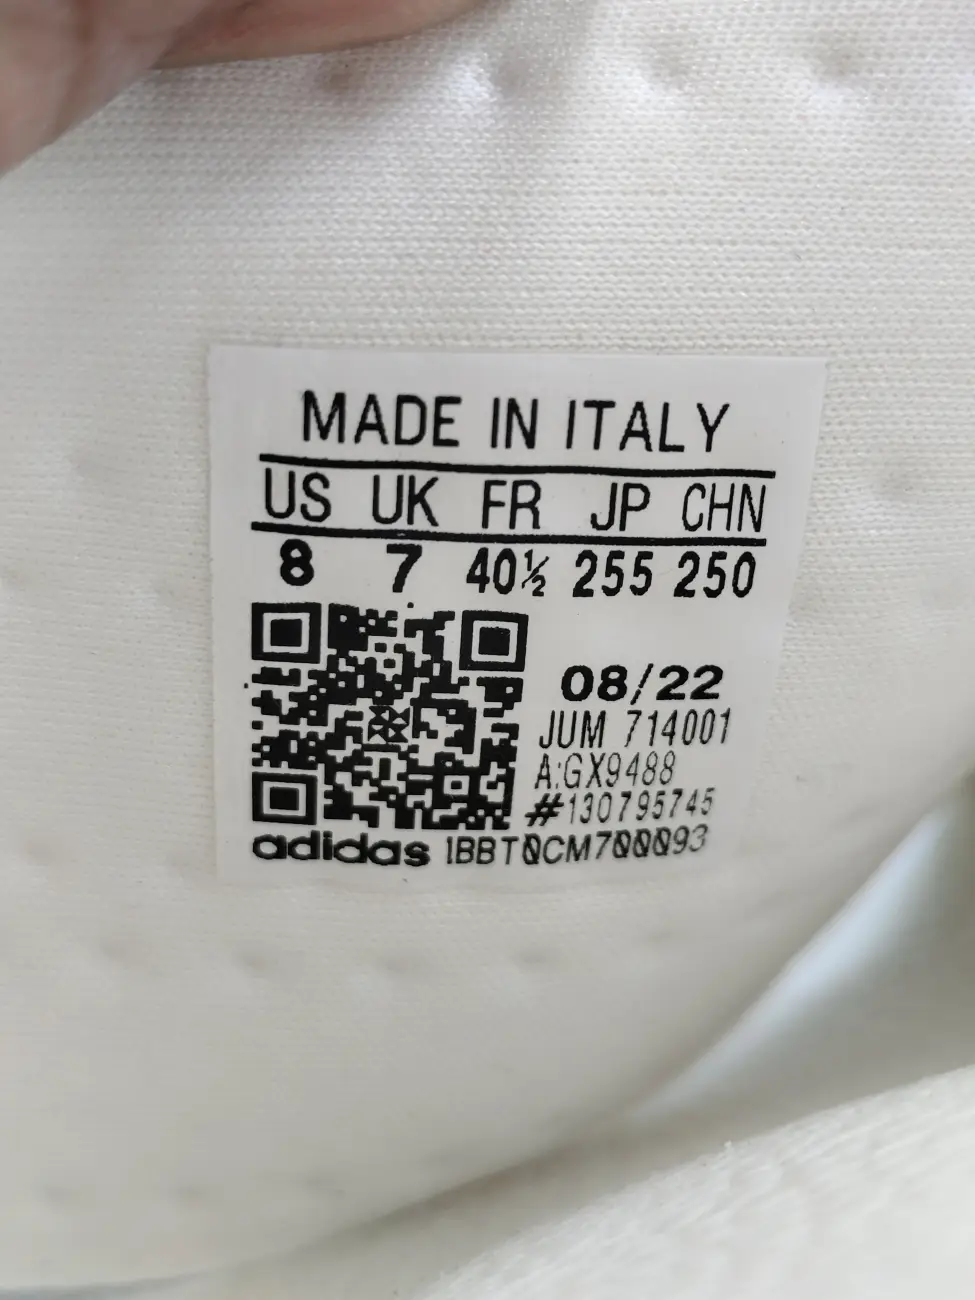 MADE IN ITALY
US UK FR JP CHN
8 7 40½ 255 250
08/22
JUM 714001
A:GX9488
#130795745
adidas 1BBT0CM700093